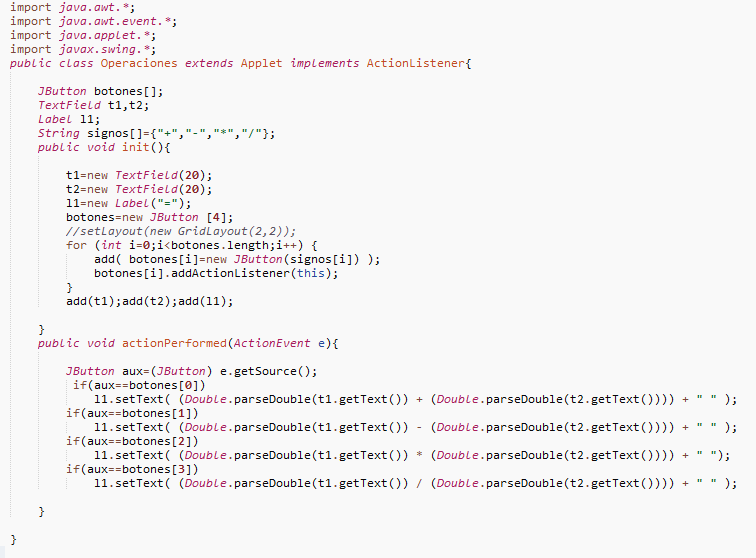 import java.awt.*;
import java.awt.event.*;
import java.applet.*;
import javax.swing.*;
public class Operaciones extends Applet implements ActionListener{
JButton botones[];
TextField t1,t2;
Label l1;
String signos[]={"+","-","*","/"};
public void init(){
t1=new TextField(20);
t2=new TextField(20);
l1=new Label("=");
botones=new JButton [4];
//setLayout(new GridLayout(2,2));
for (int i=0;i<botones.length;i++) {
add( botones[i]=new JButton(signos[i]) );
botones[i].addActionListener(this);
}
add(t1);add(t2);add(l1);
}
public void actionPerformed(ActionEvent e){
JButton aux=(JButton) e.getSource();
if(aux==botones[0])
l1.setText( (Double.parseDouble(t1.getText()) + (Double.parseDouble(t2.getText()))) + " " );
if(aux==botones[1])
l1.setText( (Double.parseDouble(t1.getText()) - (Double.parseDouble(t2.getText()))) + " " );
if(aux==botones[2])
l1.setText( (Double.parseDouble(t1.getText()) * (Double.parseDouble(t2.getText()))) + " ");
if(aux==botones[3])
l1.setText( (Double.parseDouble(t1.getText()) / (Double.parseDouble(t2.getText()))) + " " );
}
}